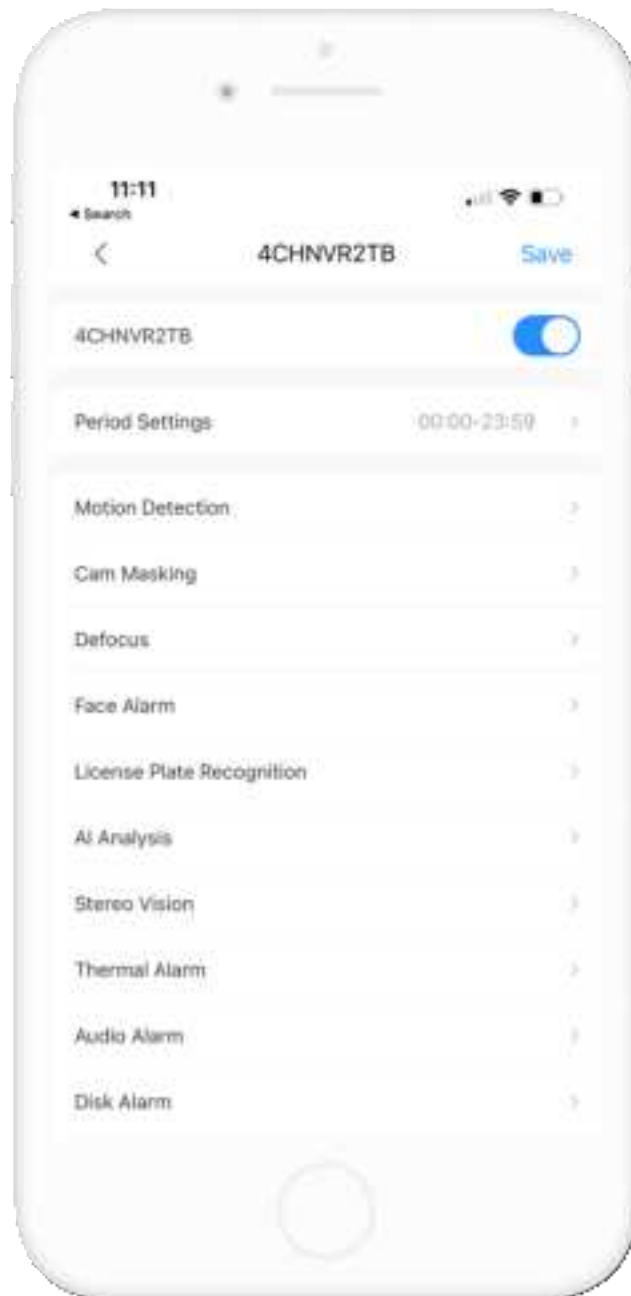 11:11
◀ Search
4CHNVR2TB Save
4CHNVR2TB
Period Settings 00:00-23:59
Motion Detection
Cam Masking
Defocus
Face Alarm
License Plate Recognition
AI Analysis
Stereo Vision
Thermal Alarm
Audio Alarm
Disk Alarm